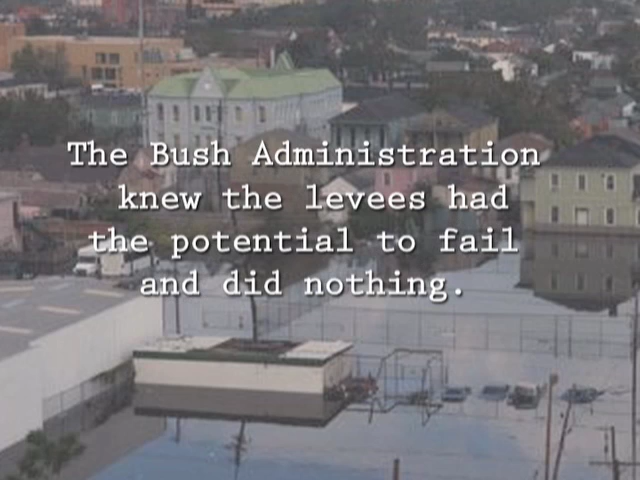 The Bush Administration
knew the levees had
the potential to fail
and did nothing.